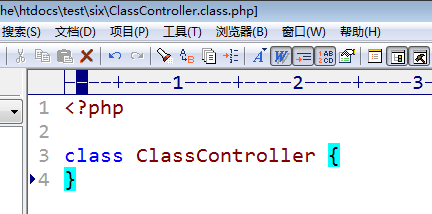 he\htdocs\test\six\ClassController.class.php]
搜索(S) 文档(D) 项目(P) 工具(T) 浏览器(B) 窗口(W) 帮助(H)
1 2 3
1 <?php
2
3 class ClassController {
4 }